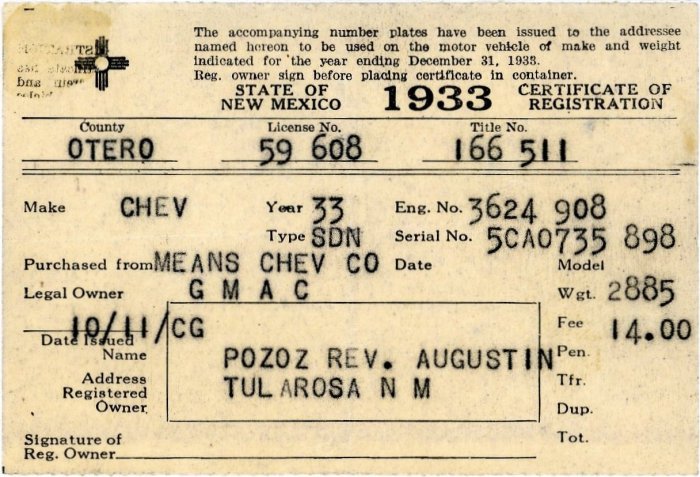 The accompanying number plates have been issued to the addressee
named hereon to be used on the motor vehicle of make and weight
indicated for the year ending December 31, 1933.
Reg. owner sign before placing certificate in container.
STATE OF NEW MEXICO 1933 CERTIFICATE OF REGISTRATION
County License No. Title No.
OTERO 59 608 166 511
Make CHEV Year 33 Eng. No. 3624 908
Type SDN Serial No. 5CA0735 898
Purchased from MEANS CHEV CO Date Model
Legal Owner G M A C Wgt. 2885
10/11/CG Fee 14.00
Date Issued
Name POZOZ REV. AUGUSTIN Pen.
Address TULAROSA N M Tfr.
Registered
Owner Dup.
Tot.
Signature of
Reg. Owner